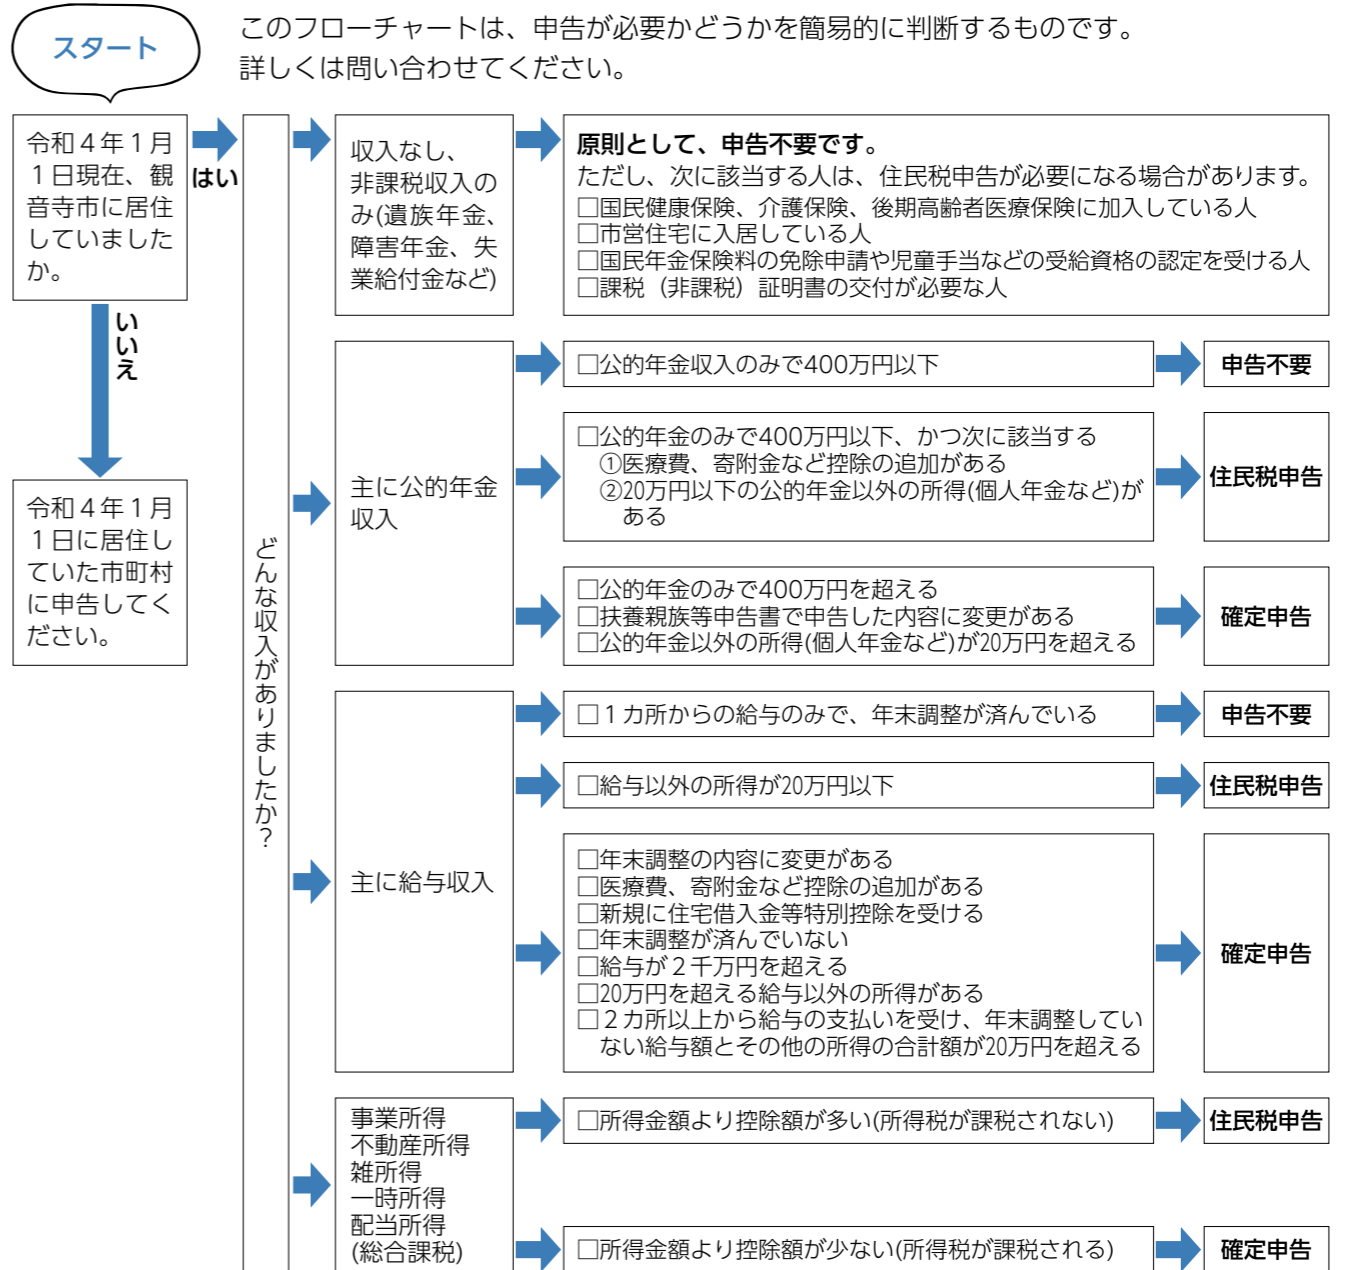 スタート
このフローチャートは、申告が必要かどうかを簡易的に判断するものです。
詳しくは問い合わせてください。
令和４年１月
１日現在、観
音寺市に居住
していました
か。
はい
いいえ
令和４年１月
１日に居住し
ていた市町村
に申告してく
ださい。
どんな収入がありましたか？
収入なし、
非課税収入の
み(遺族年金、
障害年金、失
業給付金など)
原則として、申告不要です。
ただし、次に該当する人は、住民税申告が必要になる場合があります。
□国民健康保険、介護保険、後期高齢者医療保険に加入している人
□市営住宅に入居している人
□国民年金保険料の免除申請や児童手当などの受給資格の認定を受ける人
□課税（非課税）証明書の交付が必要な人
主に公的年金
収入
□公的年金収入のみで400万円以下
申告不要
□公的年金のみで400万円以下、かつ次に該当する
①医療費、寄附金など控除の追加がある
②20万円以下の公的年金以外の所得(個人年金など)が
ある
住民税申告
□公的年金のみで400万円を超える
□扶養親族等申告書で申告した内容に変更がある
□公的年金以外の所得(個人年金など)が20万円を超える
確定申告
主に給与収入
□１カ所からの給与のみで、年末調整が済んでいる
申告不要
□給与以外の所得が20万円以下
住民税申告
□年末調整の内容に変更がある
□医療費、寄附金など控除の追加がある
□新規に住宅借入金等特別控除を受ける
□年末調整が済んでいない
□給与が２千万円を超える
□20万円を超える給与以外の所得がある
□２カ所以上から給与の支払いを受け、年末調整してい
ない給与額とその他の所得の合計額が20万円を超える
確定申告
事業所得
不動産所得
雑所得
一時所得
配当所得
(総合課税)
□所得金額より控除額が多い(所得税が課税されない)
住民税申告
□所得金額より控除額が少ない(所得税が課税される)
確定申告